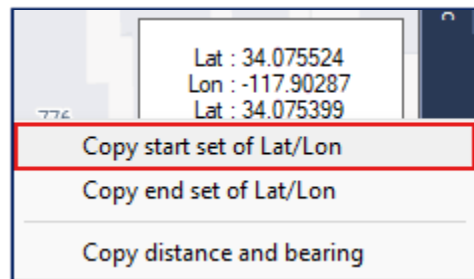 Lat : 34.075524
Lon : -117.90287
Lat : 34.075399
776
Copy start set of Lat/Lon
Copy end set of Lat/Lon
Copy distance and bearing